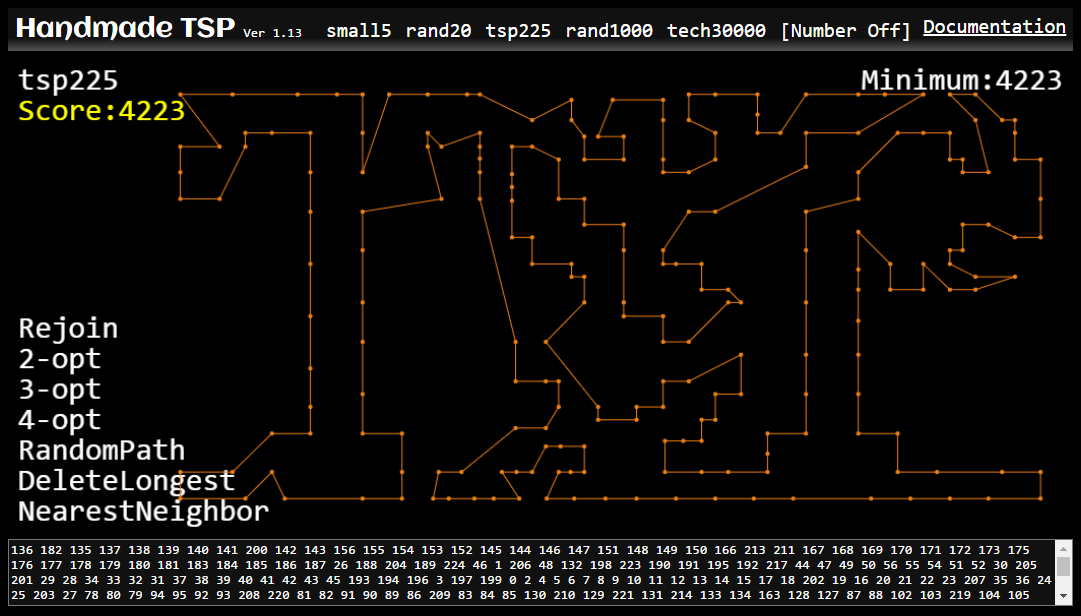 Handmade TSP Ver 1.13 small5 rand20 tsp225 rand1000 tech30000 [Number Off] Documentation
tsp225 Minimum:4223
Score:4223
Rejoin
2-opt
3-opt
4-opt
RandomPath
DeleteLongest
NearestNeighbor
136 182 135 137 138 139 140 141 200 142 143 156 155 154 153 152 145 144 146 147 151 148 149 150 166 213 211 167 168 169 170 171 172 173 175
176 177 178 179 180 181 183 184 185 186 187 26 188 204 189 224 46 1 206 48 132 198 223 190 191 195 192 217 44 47 49 50 56 55 54 51 52 30 205
201 29 28 34 33 32 31 37 38 39 40 41 42 43 45 193 194 196 3 197 199 0 2 4 5 6 7 8 9 10 11 12 13 14 15 17 18 202 19 16 20 21 22 23 207 35 36 24
25 203 27 78 80 79 94 95 92 93 208 220 81 82 91 90 89 86 209 83 84 85 130 210 129 221 131 214 133 134 163 128 127 87 88 102 103 219 104 105